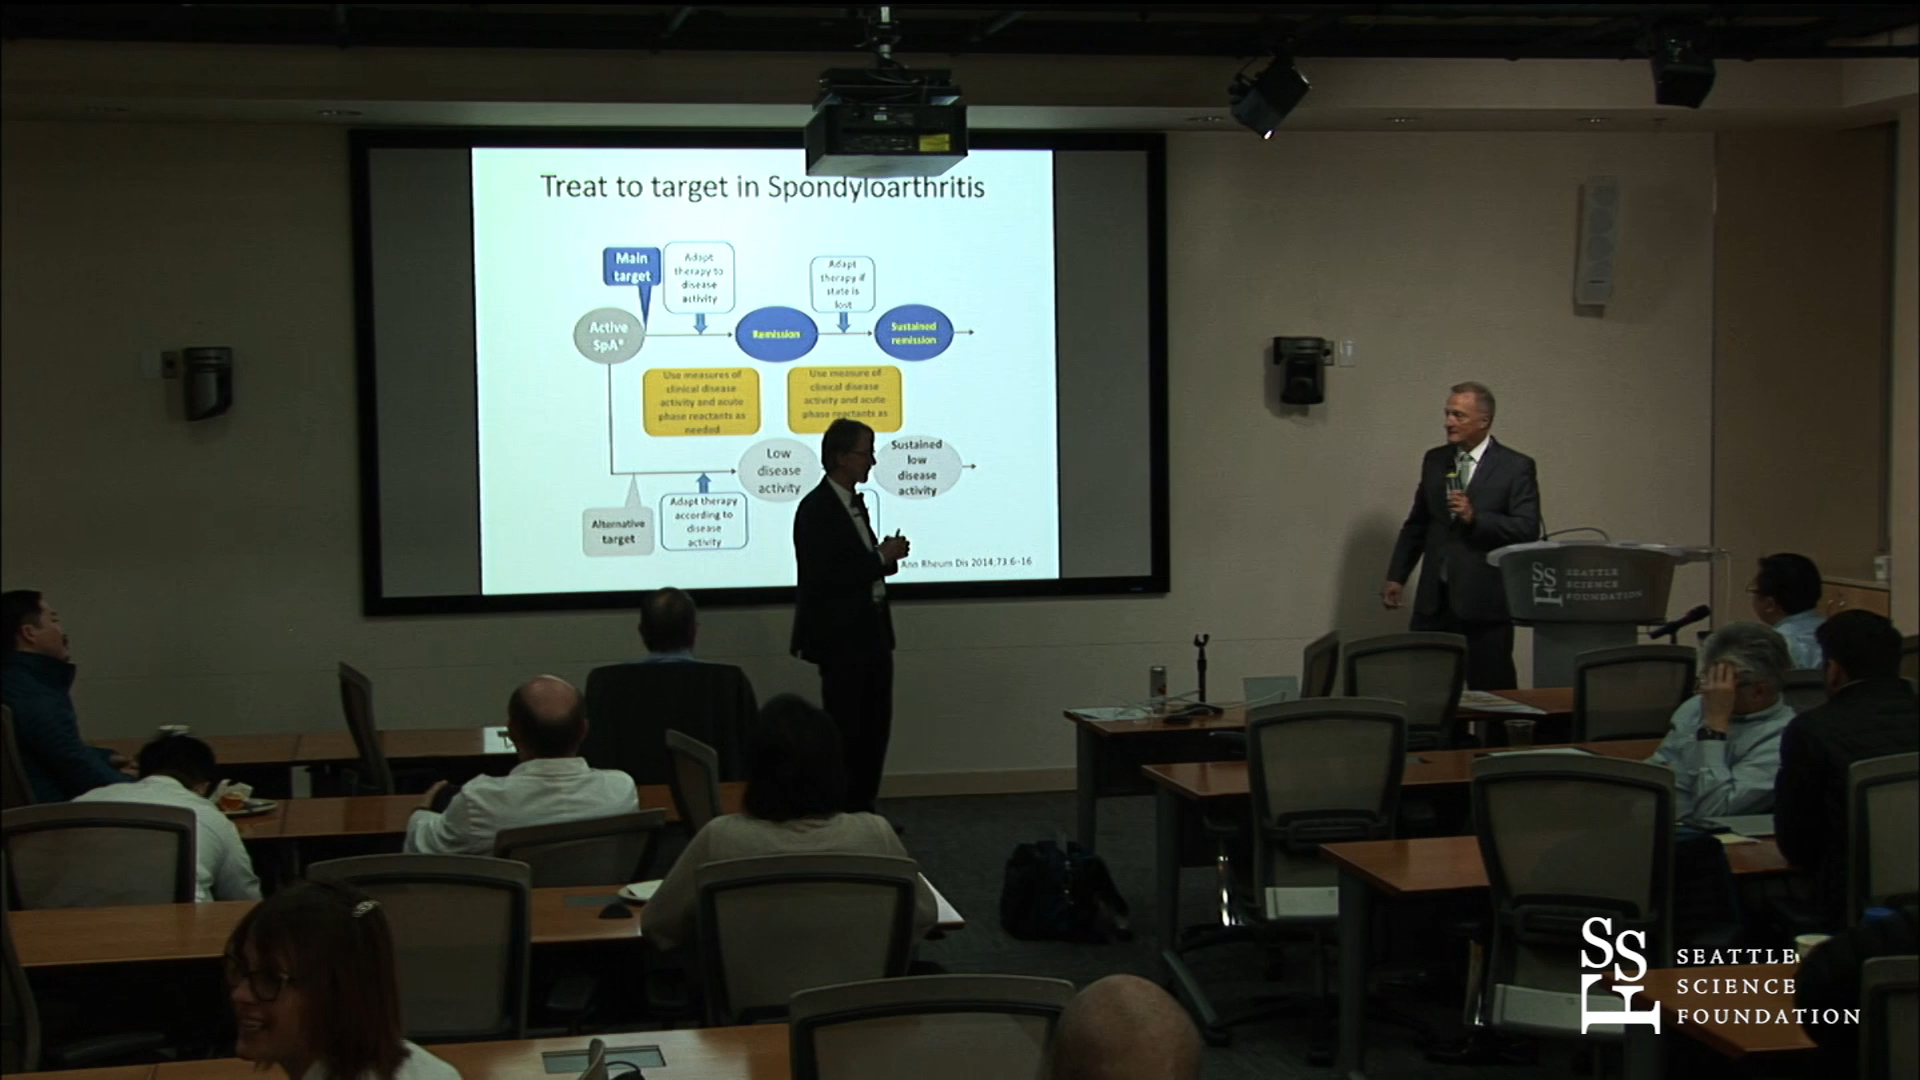 Treat to target in Spondyloarthritis
Main
target
Adapt
therapy to
disease
activity
Adapt
therapy if
state is
lost
Active
SpA*
Remission
Sustained
remission
Use measures of
clinical disease
activity and acute
phase reactants as
needed
Use measure of
clinical disease
activity and acute
phase reactants as
Low
disease
activity
Sustained
low
disease
activity
Alternative
target
Adapt therapy
according to
disease
activity
Ann Rheum Dis 2014;73:6–16
SSF
SEATTLE
SCIENCE
FOUNDATION
SSF
SEATTLE
SCIENCE
FOUNDATION